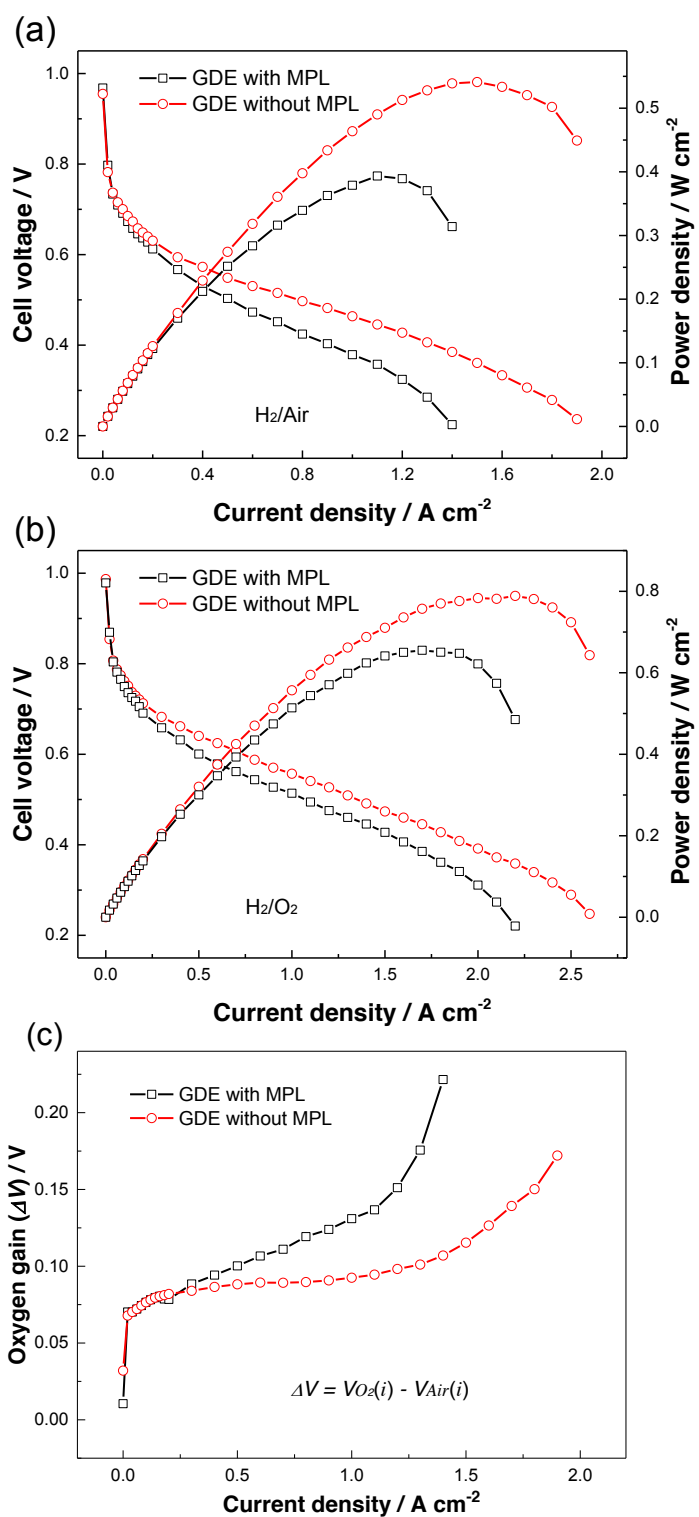 (a)
GDE with MPL
GDE without MPL
1.0
0.8
0.6
0.4
0.2
Cell voltage / V
0.5
0.4
0.3
0.2
0.1
0.0
Power density / W cm-2
H2/Air
0.0 0.4 0.8 1.2 1.6 2.0
Current density / A cm-2
(b)
GDE with MPL
GDE without MPL
1.0
0.8
0.6
0.4
0.2
Cell voltage / V
0.8
0.6
0.4
0.2
0.0
Power density / W cm-2
H2/O2
0.0 0.5 1.0 1.5 2.0 2.5
Current density / A cm-2
(c)
GDE with MPL
GDE without MPL
0.20
0.15
0.10
0.05
0.00
Oxygen gain (ΔV) / V
ΔV = VO2(i) - VAir(i)
0.0 0.5 1.0 1.5 2.0
Current density / A cm-2